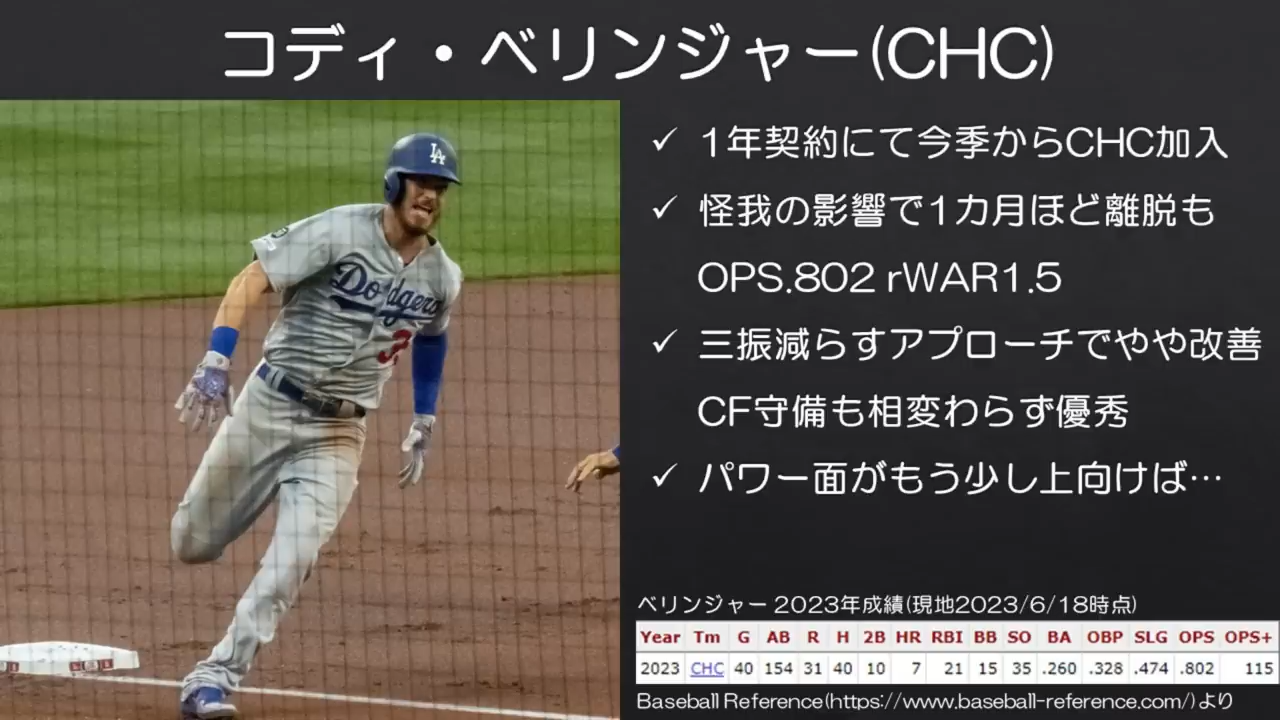 コディ・ベリンジャー(CHC)
✓ 1年契約にて今季からCHC加入
✓ 怪我の影響で1カ月ほど離脱も
OPS.802 rWAR1.5
✓ 三振減らすアプローチでやや改善
CF守備も相変わらず優秀
✓ パワー面がもう少し上向けば…
LA
Dodgers
3
ベリンジャー 2023年成績(現地2023/6/18時点)
Year Tm G AB R H 2B HR RBI BB SO BA OBP SLG OPS OPS+
2023 CHC 40 154 31 40 10 7 21 15 35 .260 .328 .474 .802 115
Baseball Reference(https://www.baseball-reference.com/)より